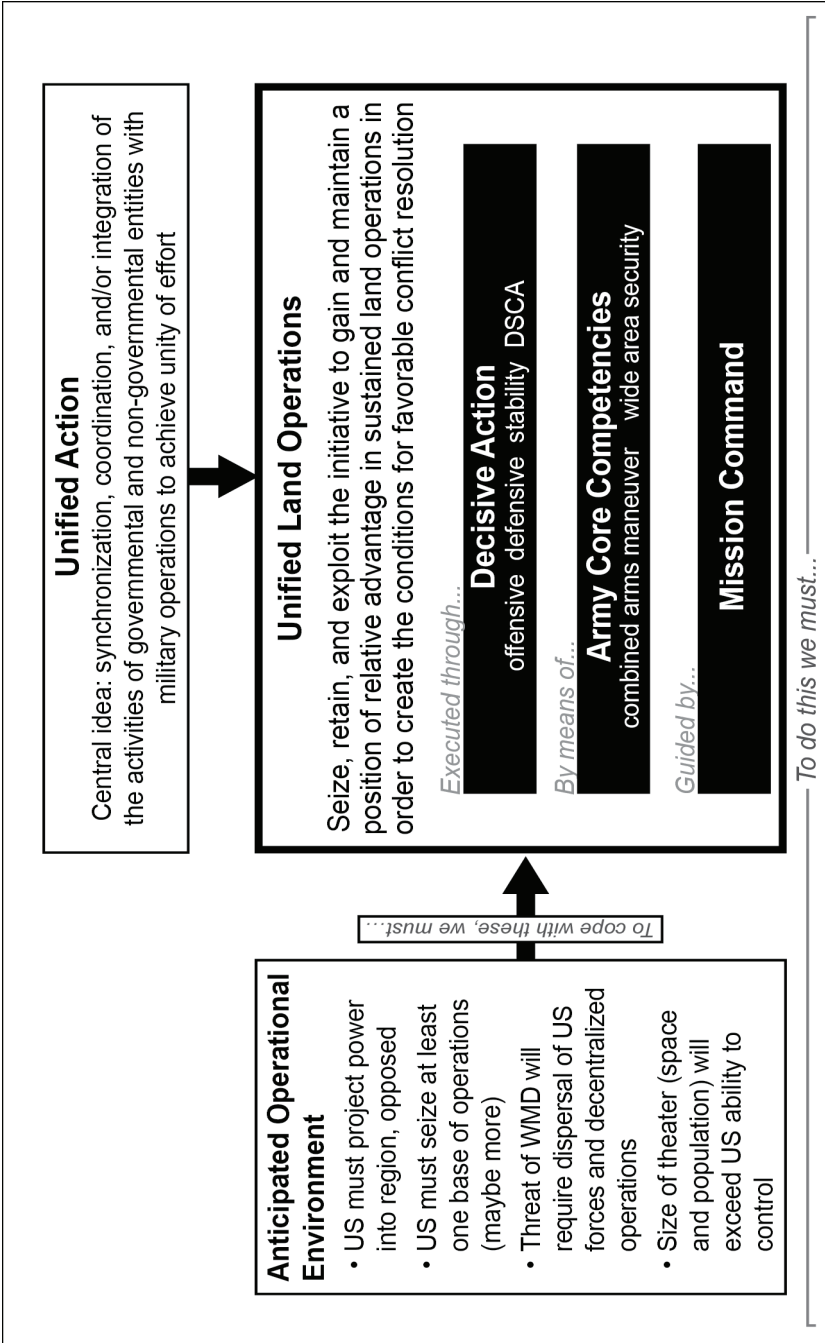 Unified Action
Central idea: synchronization, coordination, and/or integration of
the activities of governmental and non-governmental entities with
military operations to achieve unity of effort
Anticipated Operational
Environment
• US must project power
into region, opposed
• US must seize at least
one base of operations
(maybe more)
• Threat of WMD will
require dispersal of US
forces and decentralized
operations
• Size of theater (space
and population) will
exceed US ability to
control
To cope with these, we must…
Unified Land Operations
Seize, retain, and exploit the initiative to gain and maintain a
position of relative advantage in sustained land operations in
order to create the conditions for favorable conflict resolution
Executed through...
Decisive Action
offensive defensive stability DSCA
By means of...
Army Core Competencies
combined arms maneuver wide area security
Guided by...
Mission Command
To do this we must...